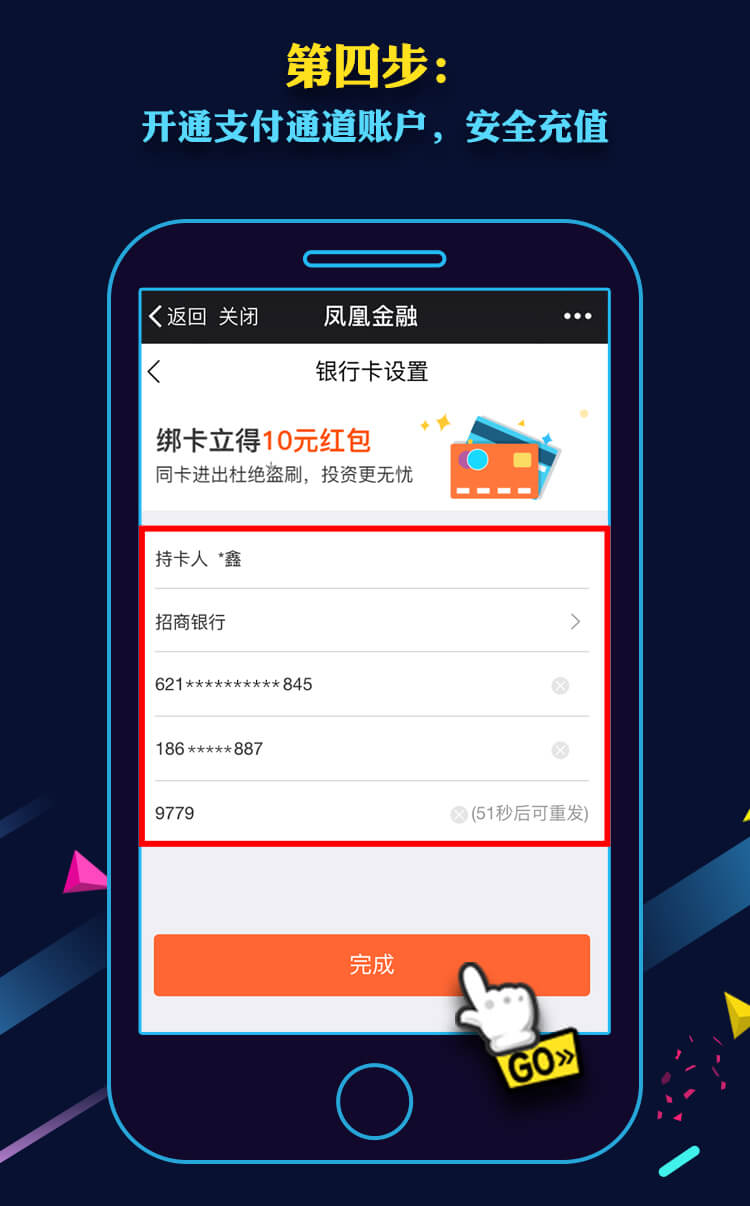 第四步：
开通支付通道账户，安全充值
返回 关闭 凤凰金融
银行卡设置
绑卡立得10元红包
同卡进出杜绝盗刷，投资更无忧
持卡人 *鑫
招商银行
621**********845
186*****887
9779 (51秒后可重发)
完成
GO»